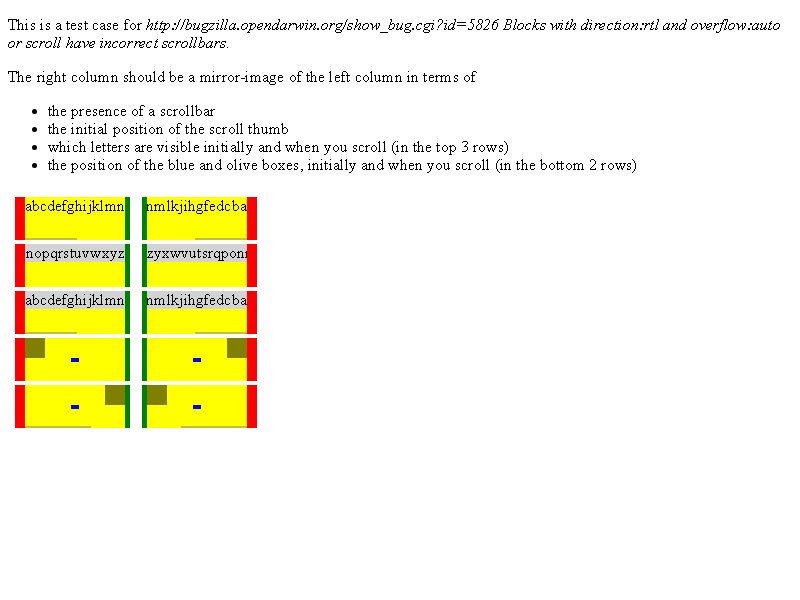 This is a test case for http://bugzilla.opendarwin.org/show_bug.cgi?id=5826 Blocks with direction:rtl and overflow:auto
or scroll have incorrect scrollbars.
The right column should be a mirror-image of the left column in terms of
• the presence of a scrollbar
• the initial position of the scroll thumb
• which letters are visible initially and when you scroll (in the top 3 rows)
• the position of the blue and olive boxes, initially and when you scroll (in the bottom 2 rows)
abcdefghijklmn nmlkjihgfedcba
nopqrstuvwxyz zyxwvutsrqpon
abcdefghijklmn nmlkjihgfedcba